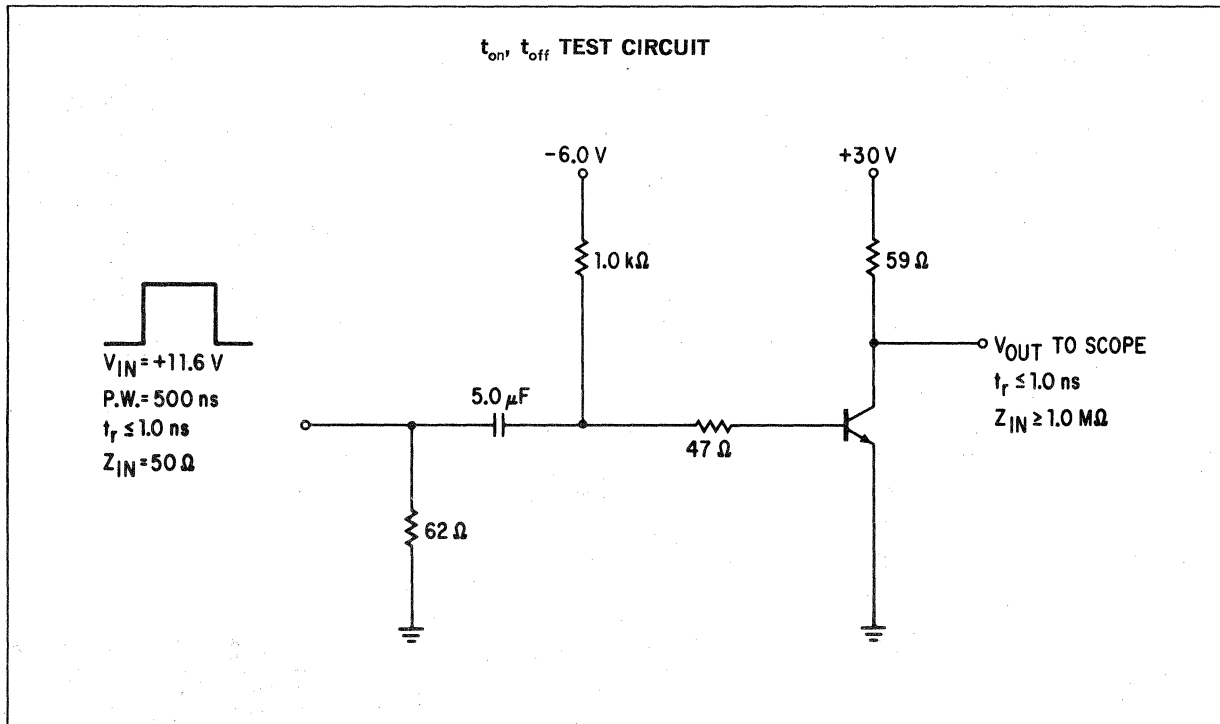 t_on, t_off TEST CIRCUIT
-6.0 V
+30 V
1.0 kΩ
59 Ω
V_IN = +11.6 V
P.W. = 500 ns
t_r ≤ 1.0 ns
Z_IN = 50 Ω
5.0 μF
62 Ω
47 Ω
V_OUT TO SCOPE
t_r ≤ 1.0 ns
Z_IN ≥ 1.0 MΩ